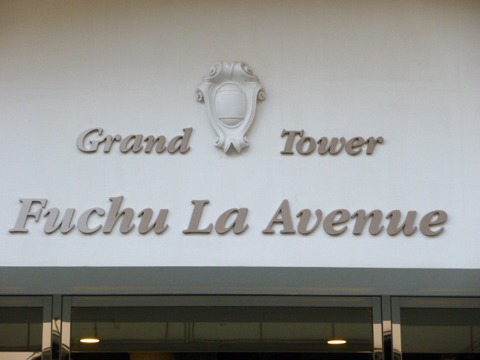 Grand Tower
Fuchu La Avenue